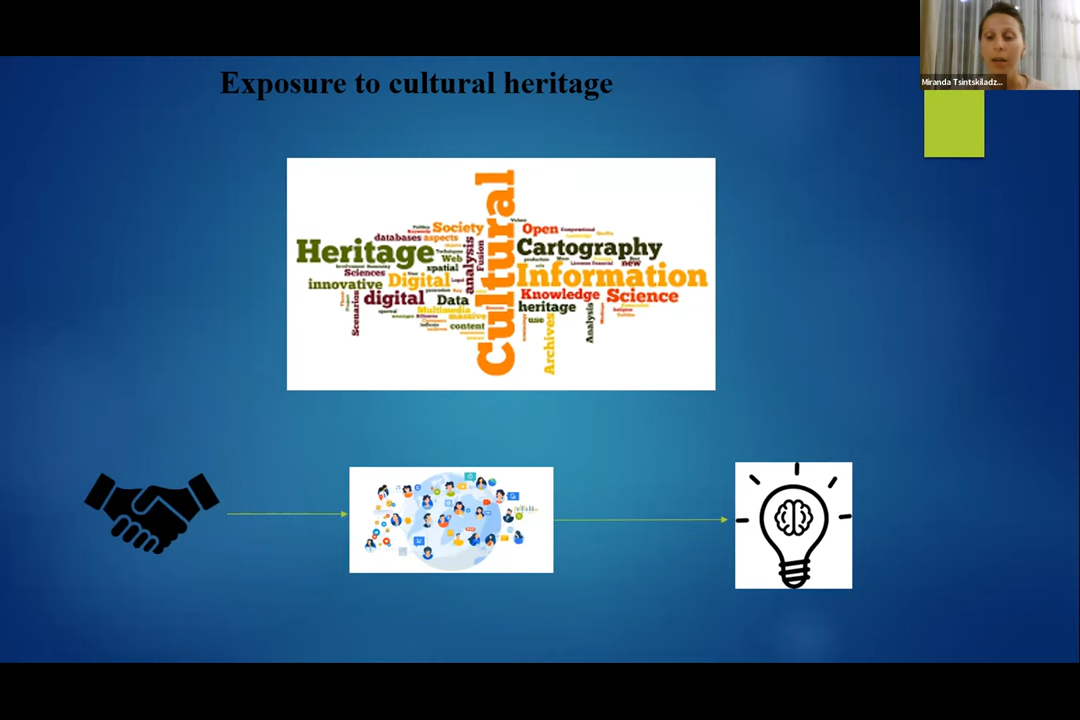 Exposure to cultural heritage
Miranda Tsintskiladz...
Cultural
Society
databases aspects
Heritage
Web
spatial
analysis
Fusion
Sciences
innovative
Digital
digital
Data
Multimedia
massive
content
Scenarios
Open
Cartography
new
Information
Knowledge
Science
heritage
use
Archives
Analysis